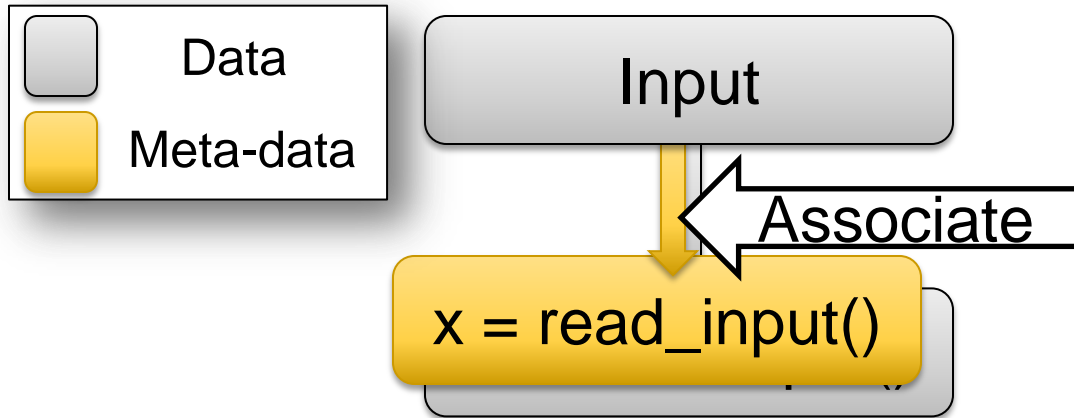 Data
Meta-data
Input
Associate
x = read_input()